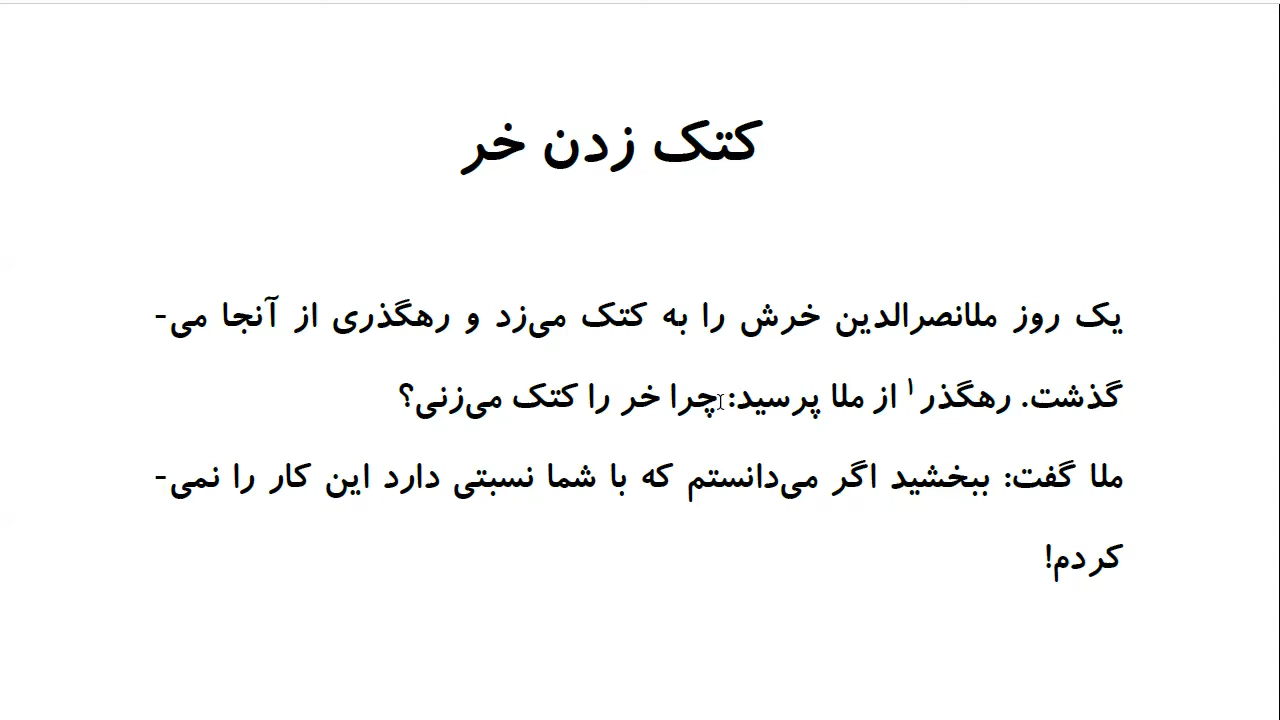 کتک زدن خر
یک روز ملانصرالدین خرش را به کتک می‌زد و رهگذری از آنجا می-
گذشت. رهگذر۱ از ملا پرسید: چرا خر را کتک می‌زنی؟
ملا گفت: ببخشید اگر می‌دانستم که با شما نسبتی دارد این کار را نمی-
کردم!